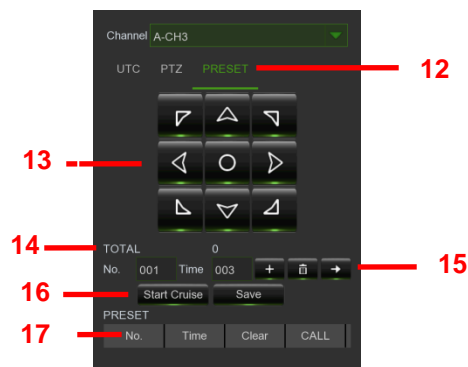 Channel A-CH3
UTC PTZ PRESET 12
13
14 TOTAL 0
No. 001 Time 003 + 15
16 Start Cruise Save
PRESET
17 No. Time Clear CALL